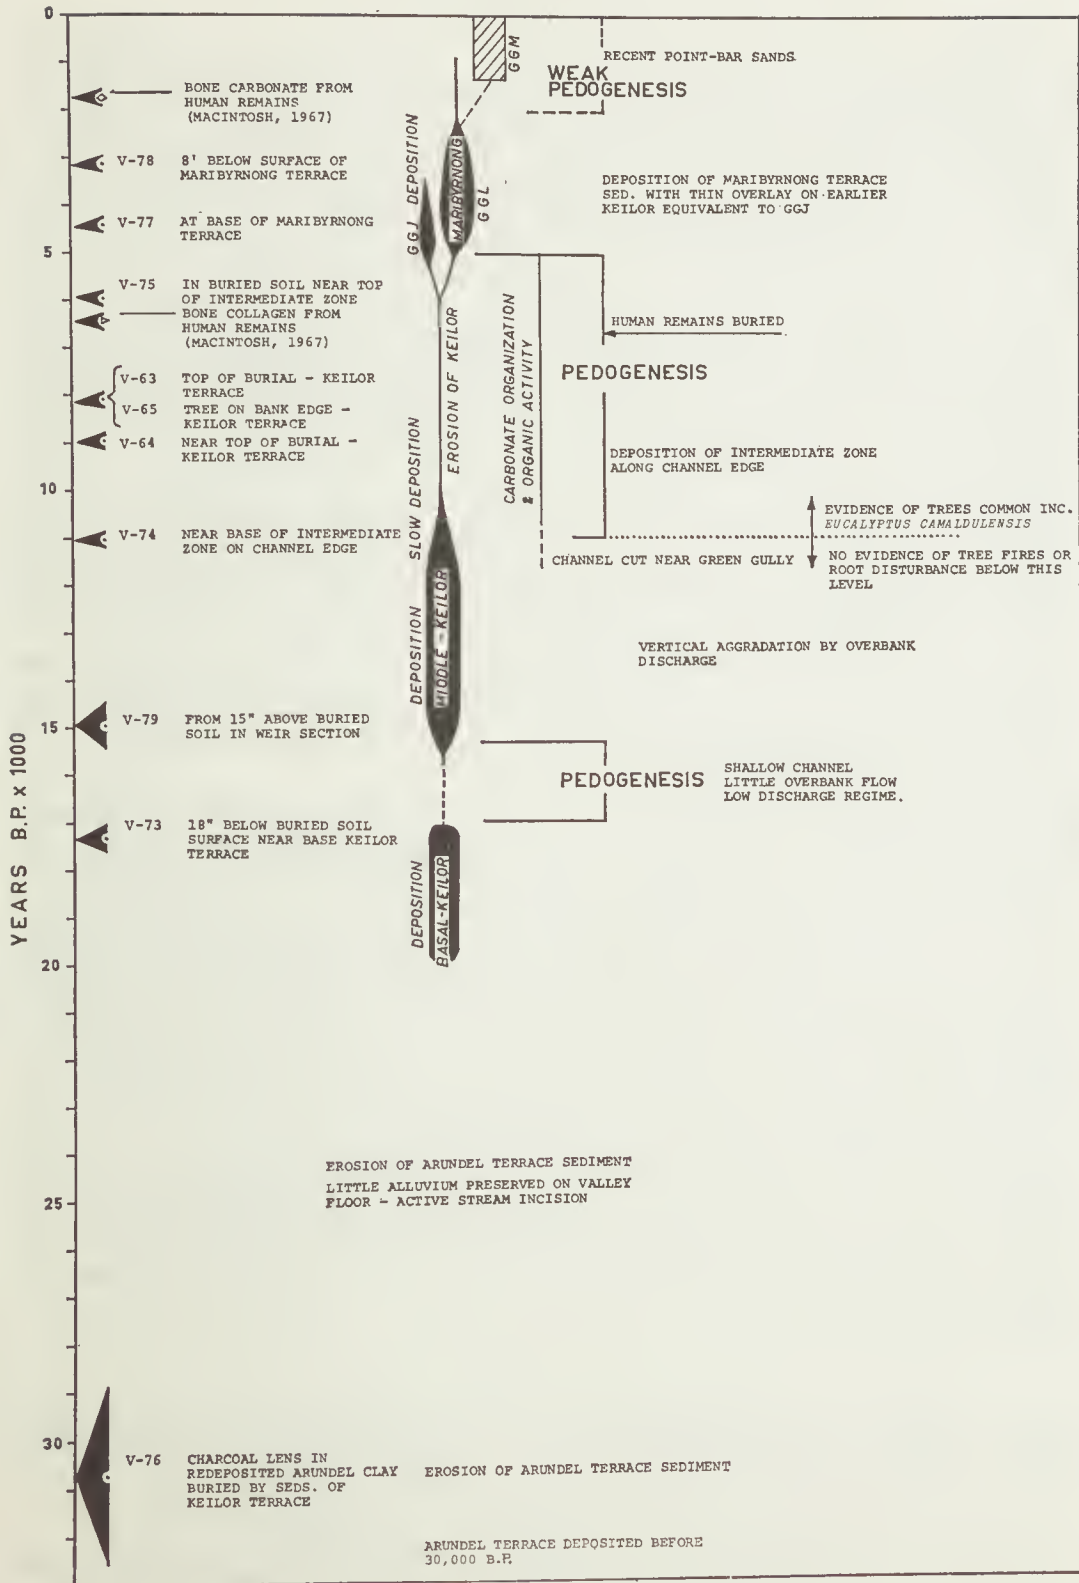 0
5
10
15
20
25
30
YEARS B.P. x 1000
BONE CARBONATE FROM
HUMAN REMAINS
(MACINTOSH, 1967)
V-78 8' BELOW SURFACE OF
MARIBYRNONG TERRACE
V-77 AT BASE OF MARIBYRNONG
TERRACE
V-75 IN BURIED SOIL NEAR TOP
OF INTERMEDIATE ZONE
BONE COLLAGEN FROM
HUMAN REMAINS
(MACINTOSH, 1967)
V-63 TOP OF BURIAL - KEILOR
TERRACE
V-65 TREE ON BANK EDGE -
KEILOR TERRACE
V-64 NEAR TOP OF BURIAL -
KEILOR TERRACE
V-74 NEAR BASE OF INTERMEDIATE
ZONE ON CHANNEL EDGE
V-79 FROM 15" ABOVE BURIED
SOIL IN WEIR SECTION
V-73 18" BELOW BURIED SOIL
SURFACE NEAR BASE KEILOR
TERRACE
V-76 CHARCOAL LENS IN
REDEPOSITED ARUNDEL CLAY
BURIED BY SEDS. OF
KEILOR TERRACE
GGM
GGJ DEPOSITION
MARIBYRNONG
GGL
EROSION OF KEILOR
SLOW DEPOSITION
DEPOSITION
MIDDLE-KEILOR
DEPOSITION
BASAL-KEILOR
CARBONATE ORGANIZATION
& ORGANIC ACTIVITY
RECENT POINT-BAR SANDS
WEAK
PEDOGENESIS
DEPOSITION OF MARIBYRNONG TERRACE
SED. WITH THIN OVERLAY ON EARLIER
KEILOR EQUIVALENT TO GGJ
HUMAN REMAINS BURIED
PEDOGENESIS
DEPOSITION OF INTERMEDIATE ZONE
ALONG CHANNEL EDGE
EVIDENCE OF TREES COMMON INC.
EUCALYPTUS CAMALDULENSIS
CHANNEL CUT NEAR GREEN GULLY
NO EVIDENCE OF TREE FIRES OR
ROOT DISTURBANCE BELOW THIS
LEVEL
VERTICAL AGGRADATION BY OVERBANK
DISCHARGE
PEDOGENESIS
SHALLOW CHANNEL
LITTLE OVERBANK FLOW
LOW DISCHARGE REGIME.
EROSION OF ARUNDEL TERRACE SEDIMENT
LITTLE ALLUVIUM PRESERVED ON VALLEY
FLOOR - ACTIVE STREAM INCISION
EROSION OF ARUNDEL TERRACE SEDIMENT
ARUNDEL TERRACE DEPOSITED BEFORE
30,000 B.P.